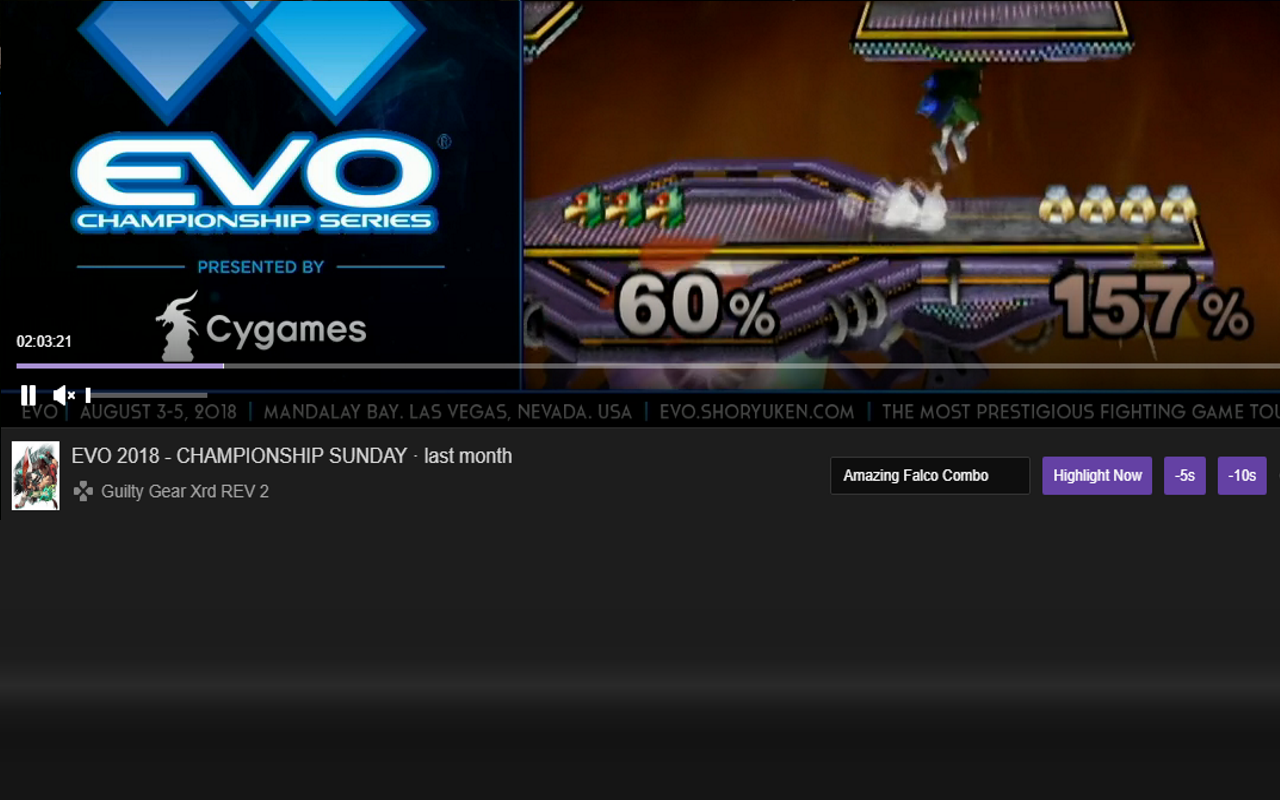 EVO®
CHAMPIONSHIP SERIES
PRESENTED BY
Cygames
60%
157%
02:03:21
EVO | AUGUST 3-5, 2018 | MANDALAY BAY. LAS VEGAS, NEVADA. USA | EVO.SHORYUKEN.COM | THE MOST PRESTIGIOUS FIGHTING GAME TOU
EVO 2018 - CHAMPIONSHIP SUNDAY · last month
Guilty Gear Xrd REV 2
Amazing Falco Combo
Highlight Now
-5s
-10s